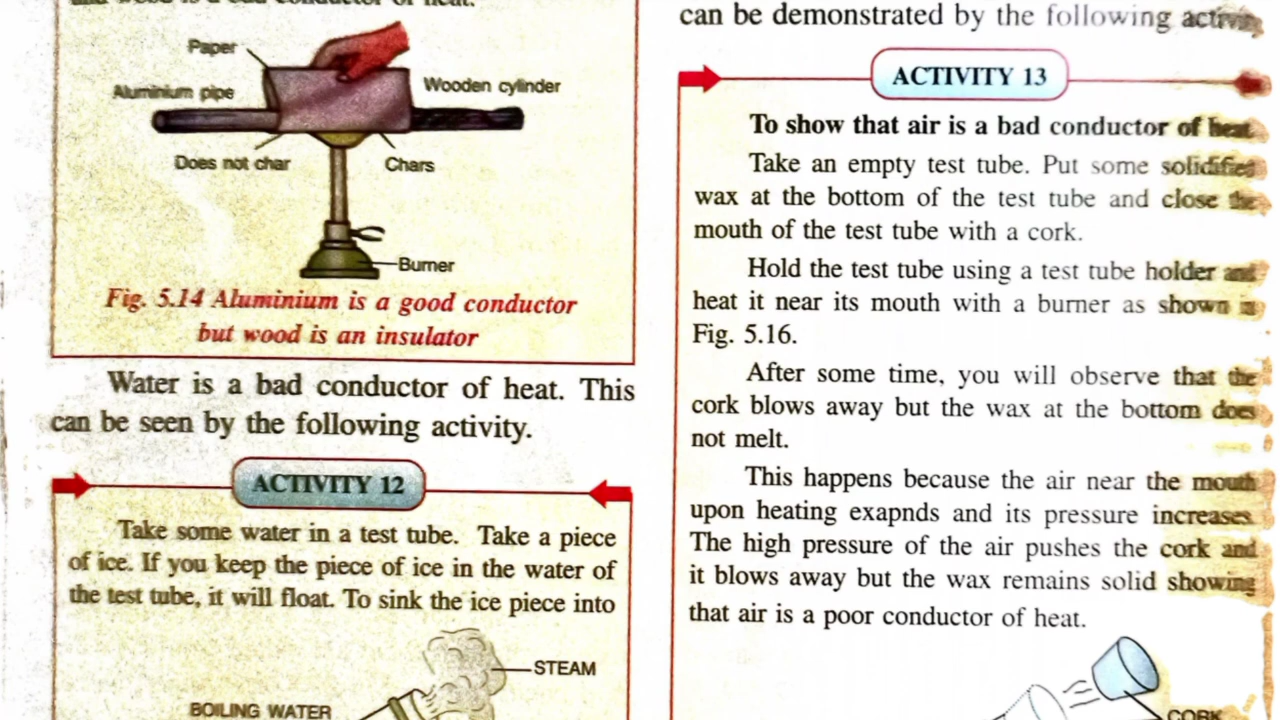 Paper
Aluminium pipe
Wooden cylinder
Does not char
Chars
Burner
Fig. 5.14 Aluminium is a good conductor
but wood is an insulator
Water is a bad conductor of heat. This
can be seen by the following activity.
ACTIVITY 12
Take some water in a test tube. Take a piece
of ice. If you keep the piece of ice in the water of
the test tube, it will float. To sink the ice piece into
STEAM
BOILING WATER
can be demonstrated by the following
ACTIVITY 13
To show that air is a bad conductor of heat.
Take an empty test tube. Put some solidified
wax at the bottom of the test tube and close the
mouth of the test tube with a cork.
Hold the test tube using a test tube holder and
heat it near its mouth with a burner as shown in
Fig. 5.16.
After some time, you will observe that the
cork blows away but the wax at the bottom does
not melt.
This happens because the air near the mouth
upon heating exapnds and its pressure increases.
The high pressure of the air pushes the cork and
it blows away but the wax remains solid showing
that air is a poor conductor of heat.
CORK